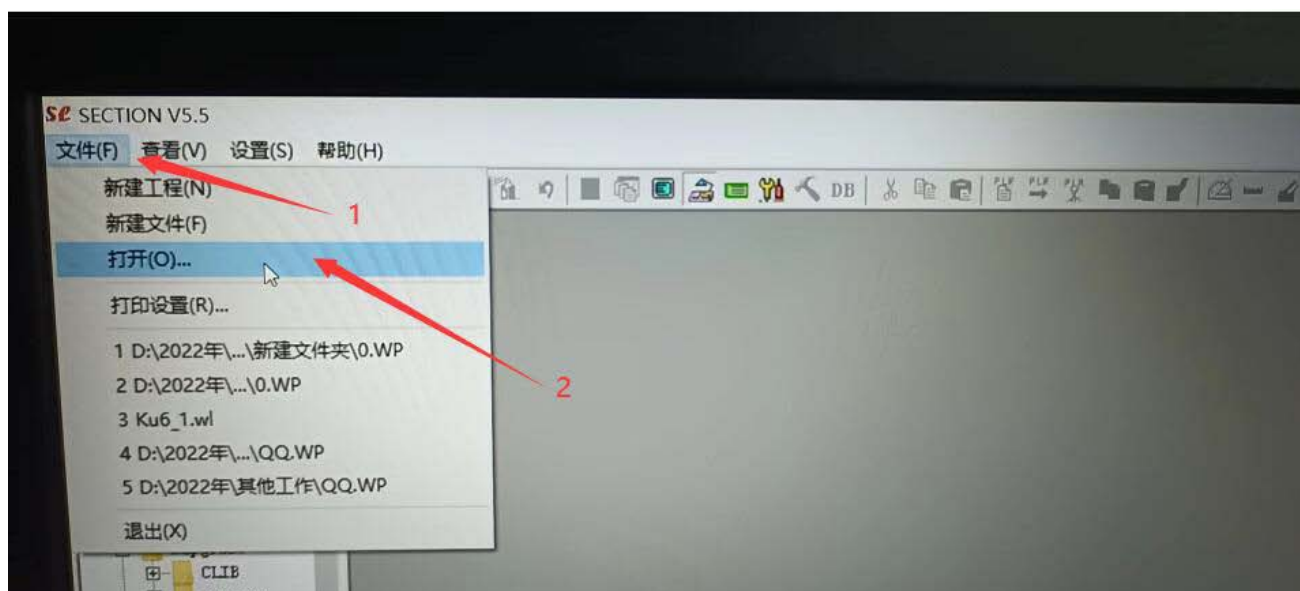 Se SECTION V5.5
文件(F) 查看(V) 设置(S) 帮助(H)
新建工程(N)
新建文件(F)
打开(O)...
打印设置(R)...
1 D:\2022年\...\新建文件夹\0.WP
2 D:\2022年\...\0.WP
3 Ku6_1.wl
4 D:\2022年\...\QQ.WP
5 D:\2022年\其他工作\QQ.WP
退出(X)
DB
1
2
CLIB